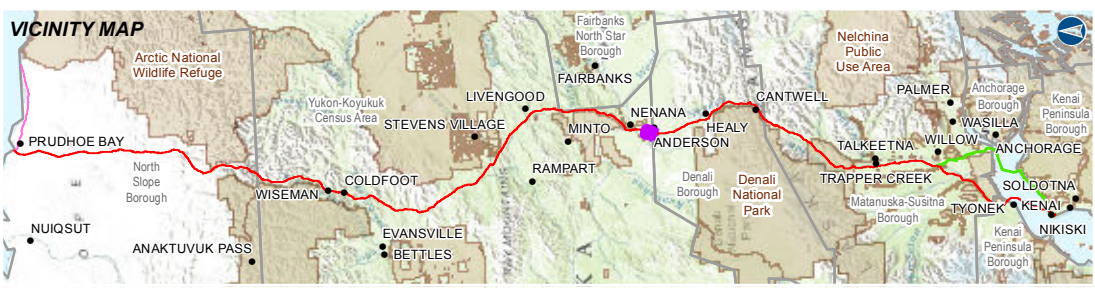 VICINITY MAP
Arctic National
Wildlife Refuge
Fairbanks
North Star
Borough
FAIRBANKS
Nelchina
Public
Use Area
PALMER
Anchorage
Borough
WASILLA
Kenai
Peninsula
Borough
Yukon-Koyukuk
Census Area
LIVENGOOD
STEVENS VILLAGE
MINTO
NENANA
ANDERSON
HEALY
CANTWELL
TALKEETNA
WILLOW
ANCHORAGE
PRUDHOE BAY
North
Slope
Borough
WISEMAN
COLDFOOT
RAMPART
Denali
Borough
Denali
National
Park
TRAPPER CREEK
Matanuska-Susitna
Borough
SOLDOTNA
TYONEK
KENAI
NIKISKI
NUIQSUT
ANAKTUVUK PASS
EVANSVILLE
BETTLES
Kenai
Peninsula
Borough